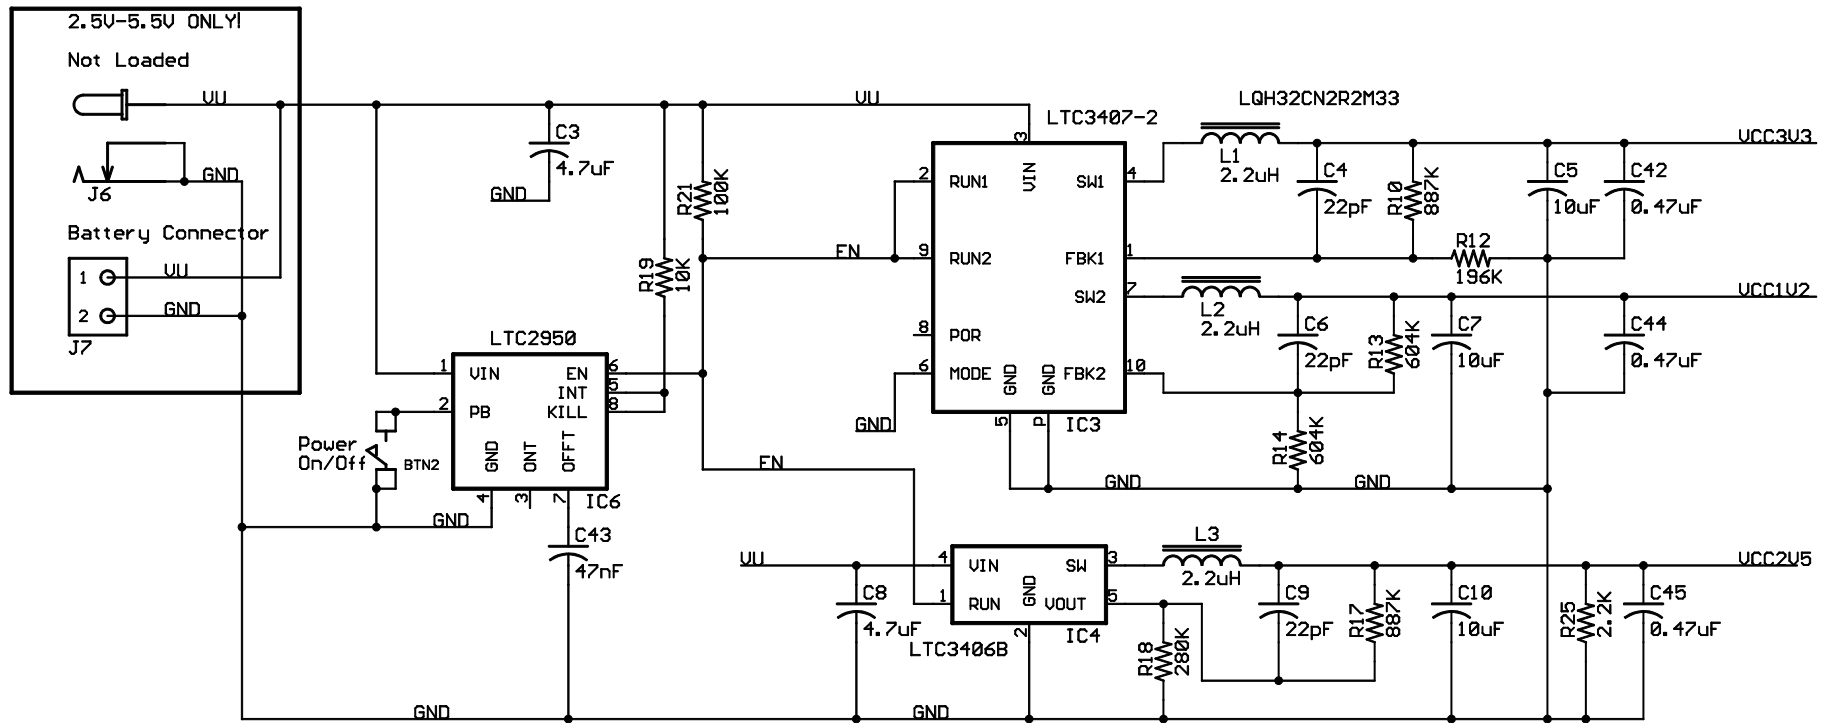 2.5V-5.5V ONLY!
Not Loaded
VU
GND
J6
Battery Connector
1
VU
2
GND
J7
VU
C3
4.7uF
GND
R21
100K
R19
10K
EN
LTC2950
1
VIN
EN
6
INT
5
2
PB
KILL
8
GND
ONT
OFFT
4
3
7
IC6
Power
On/Off
BTN2
GND
C43
47nF
EN
LTC3407-2
3
VIN
2
RUN1
SW1
4
9
RUN2
FBK1
1
SW2
7
8
POR
6
MODE
GND
GND
FBK2
10
GND
5
P
IC3
LQH32CN2R2M33
L1
2.2uH
C4
22pF
R10
887K
C5
10uF
C42
0.47uF
VCC3V3
R12
196K
L2
2.2uH
C6
22pF
R13
604K
C7
10uF
C44
0.47uF
VCC1V2
R14
604K
GND
GND
VU
C8
4.7uF
4
VIN
SW
3
1
RUN
GND
VOUT
5
2
IC4
LTC3406B
L3
2.2uH
R18
280K
C9
22pF
R17
887K
C10
10uF
R25
2.2K
C45
0.47uF
VCC2V5
GND
GND